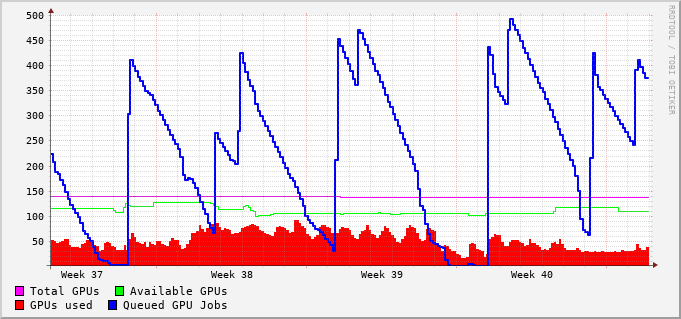 500
450
400
350
300
250
200
150
100
50
Week 37 Week 38 Week 39 Week 40
Total GPUs Available GPUs
GPUs used Queued GPU Jobs
RRDTOOL / TOBI OETIKER